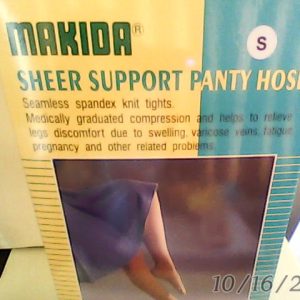 MAKIDA®
S
SHEER SUPPORT PANTY HOSE
Seamless spandex knit tights.
Medically graduated compression and helps to relieve
legs discomfort due to swelling, varicose veins, fatigue
pregnancy and other related problems.
10/16/2